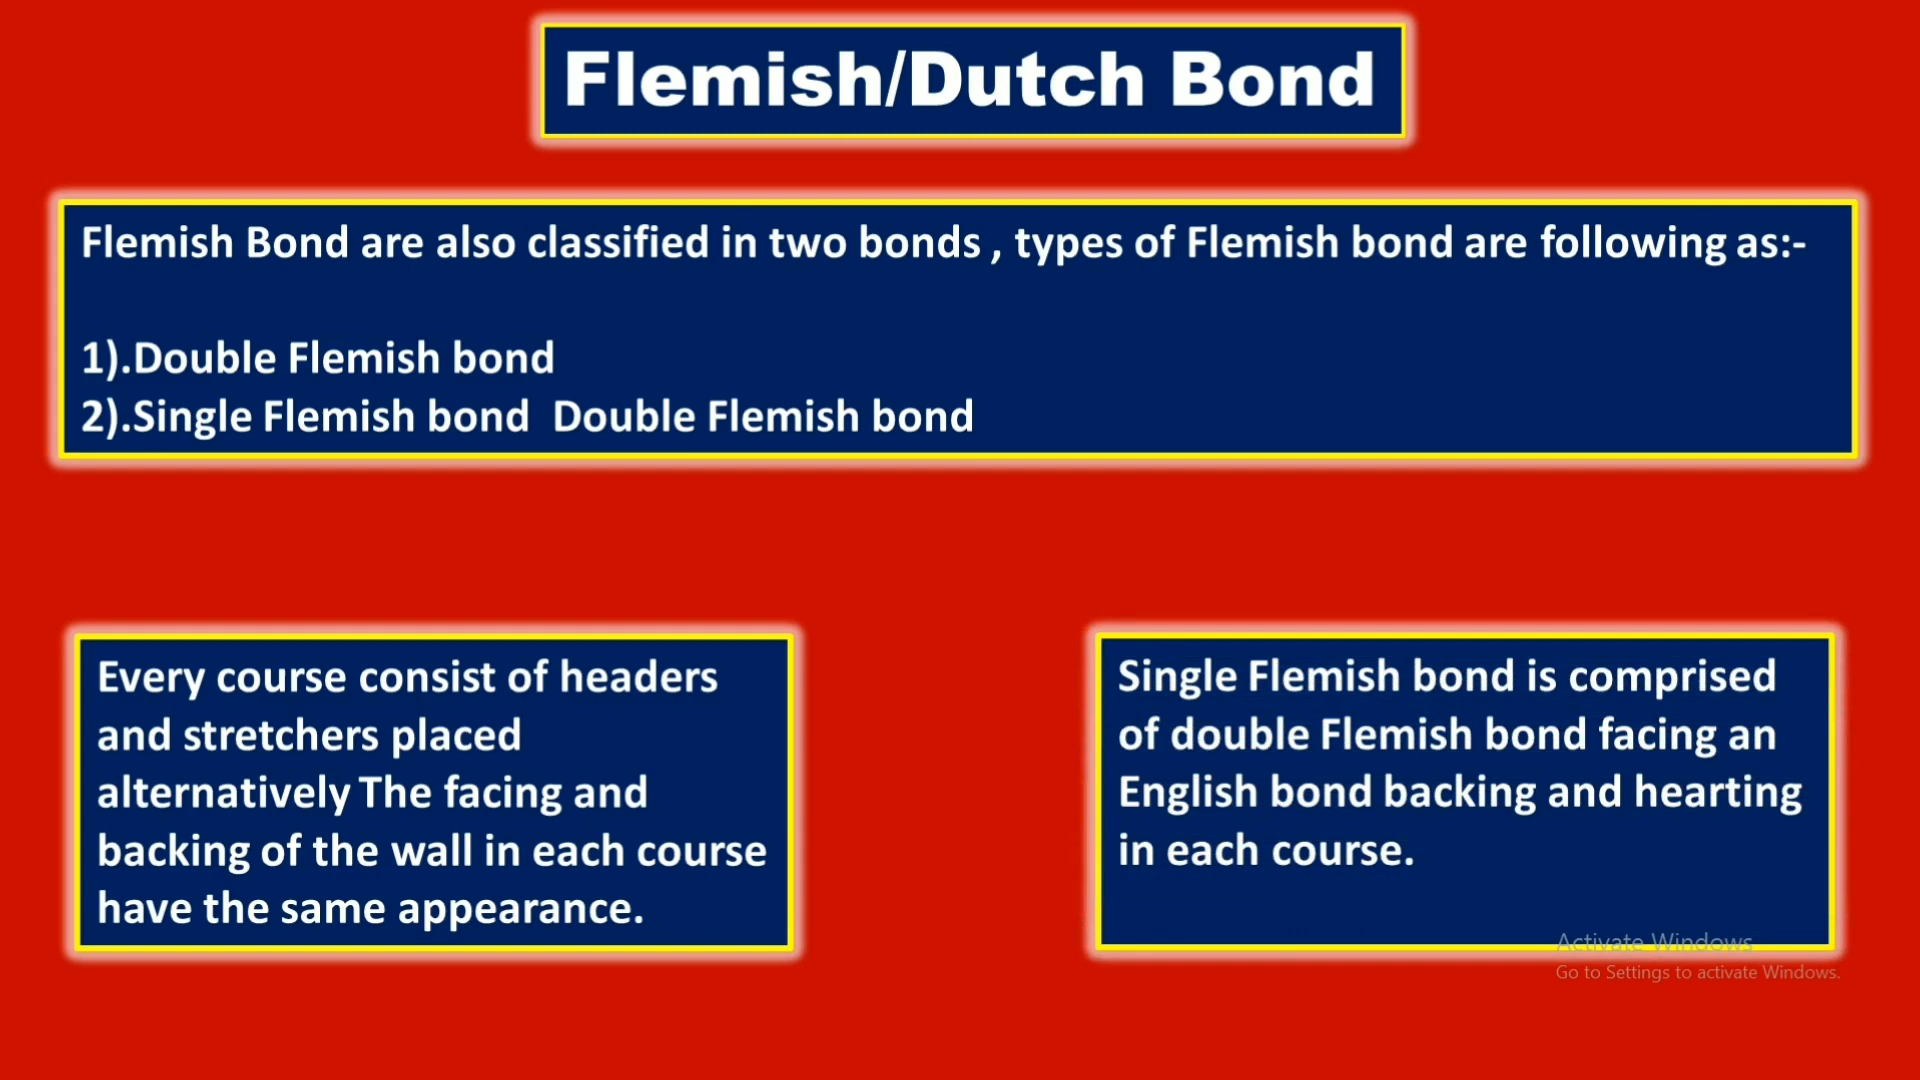 Flemish/Dutch Bond
Flemish Bond are also classified in two bonds , types of Flemish bond are following as:-
1).Double Flemish bond
2).Single Flemish bond  Double Flemish bond
Every course consist of headers
and stretchers placed
alternatively The facing and
backing of the wall in each course
have the same appearance.
Single Flemish bond is comprised
of double Flemish bond facing an
English bond backing and hearting
in each course.
Activate Windows
Go to Settings to activate Windows.